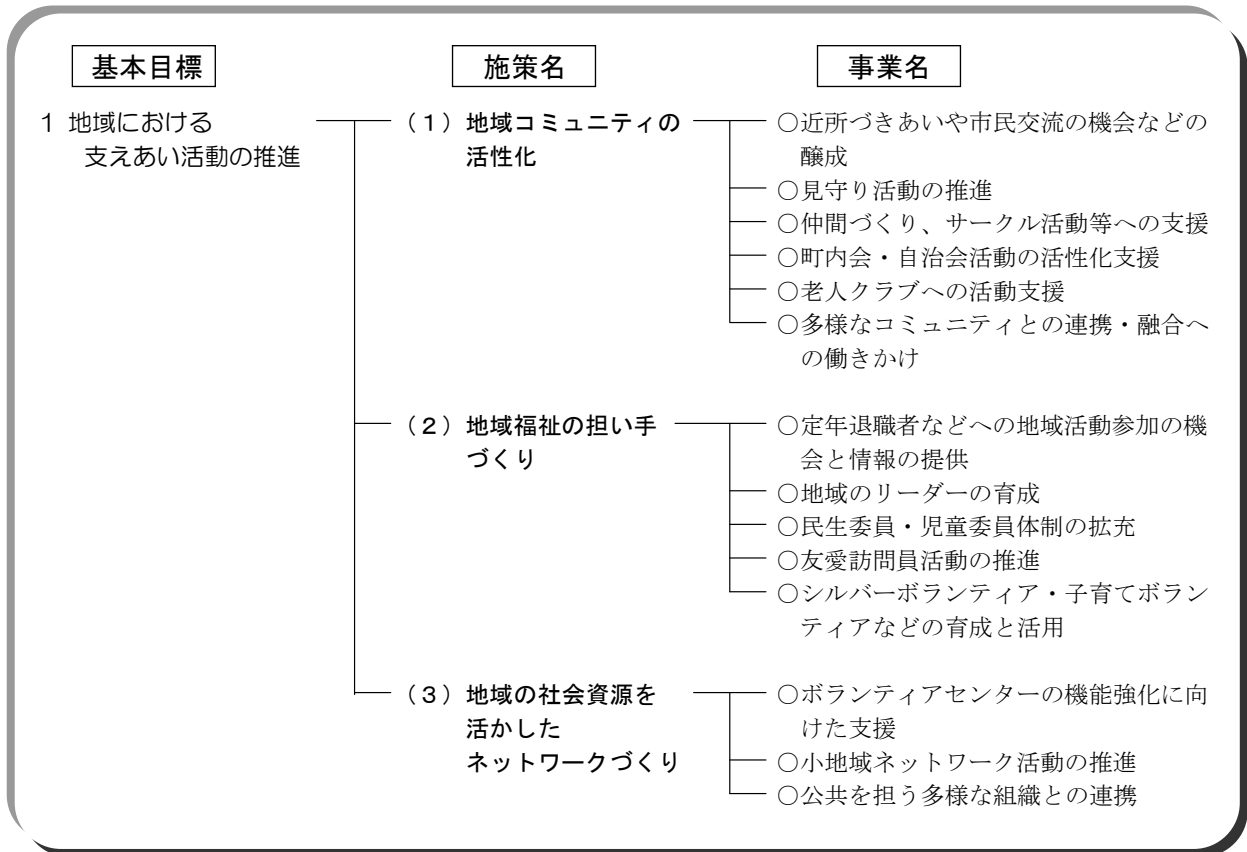 基本目標
施策名
事業名
1 地域における
支えあい活動の推進
（1）地域コミュニティの
活性化
○近所づきあいや市民交流の機会などの
醸成
○見守り活動の推進
○仲間づくり、サークル活動等への支援
○町内会・自治会活動の活性化支援
○老人クラブへの活動支援
○多様なコミュニティとの連携・融合へ
の働きかけ
（2）地域福祉の担い手
づくり
○定年退職者などへの地域活動参加の機
会と情報の提供
○地域のリーダーの育成
○民生委員・児童委員体制の拡充
○友愛訪問員活動の推進
○シルバーボランティア・子育てボラン
ティアなどの育成と活用
（3）地域の社会資源を
活かした
ネットワークづくり
○ボランティアセンターの機能強化に向
けた支援
○小地域ネットワーク活動の推進
○公共を担う多様な組織との連携